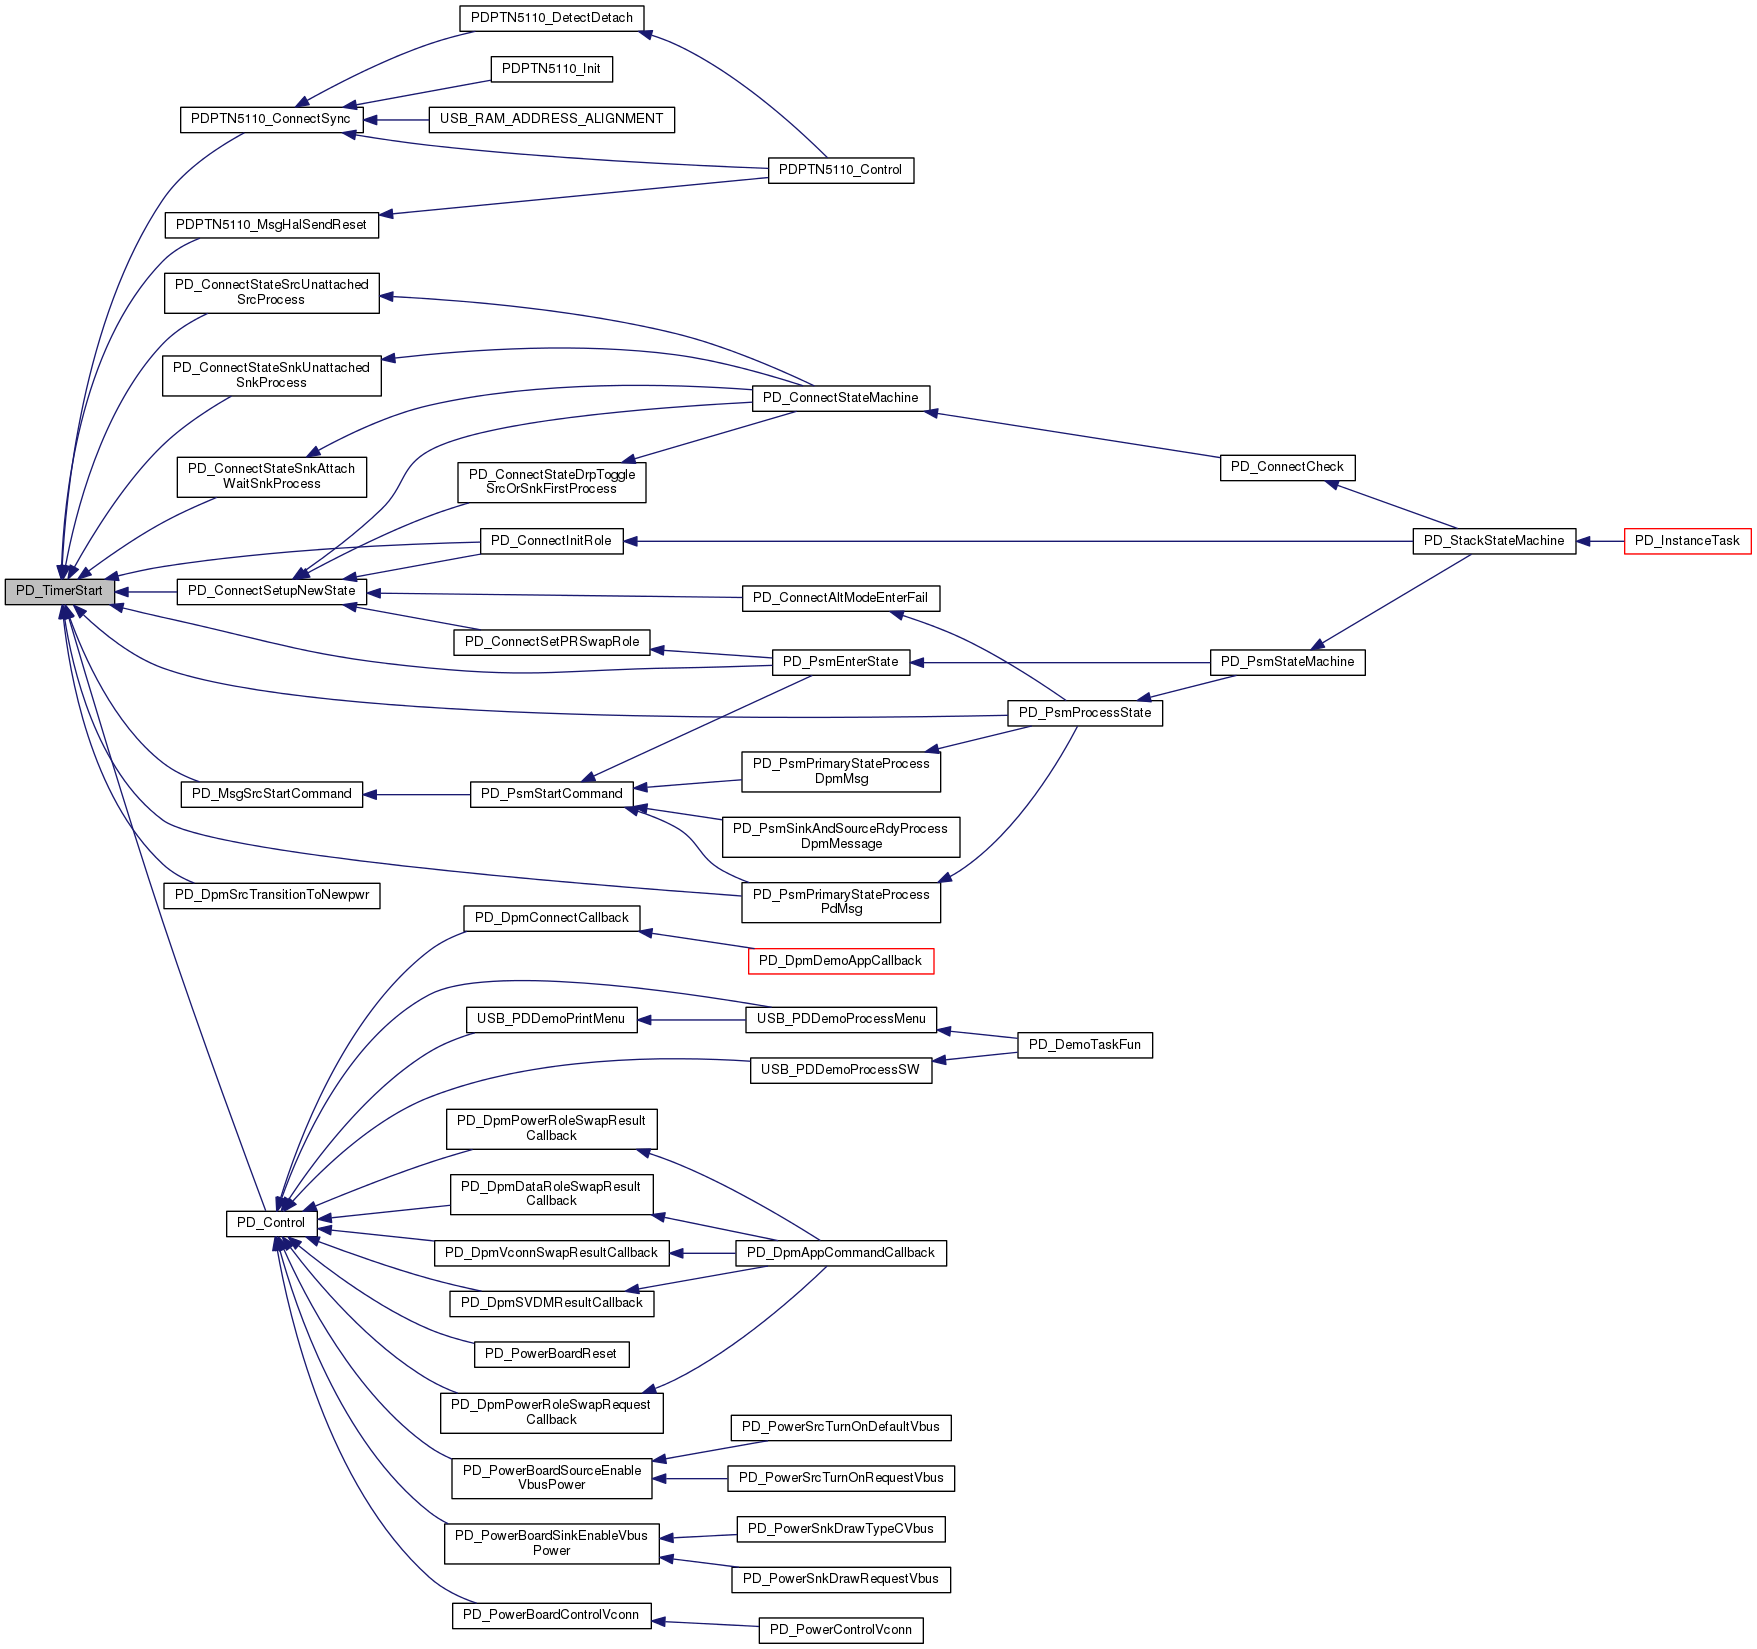 PDPTN5110_DetectDetach
PDPTN5110_Init
PDPTN5110_ConnectSync
USB_RAM_ADDRESS_ALIGNMENT
PDPTN5110_Control
PDPTN5110_MsgHalSendReset
PD_ConnectStateSrcUnattached
SrcProcess
PD_ConnectStateSnkUnattached
SnkProcess
PD_ConnectStateMachine
PD_ConnectStateSnkAttach
WaitSnkProcess
PD_ConnectStateDrpToggle
SrcOrSnkFirstProcess
PD_ConnectCheck
PD_ConnectInitRole
PD_StackStateMachine
PD_InstanceTask
PD_TimerStart
PD_ConnectSetupNewState
PD_ConnectAltModeEnterFail
PD_ConnectSetPRSwapRole
PD_PsmEnterState
PD_PsmStateMachine
PD_PsmProcessState
PD_PsmPrimaryStateProcess
DpmMsg
PD_MsgSrcStartCommand
PD_PsmStartCommand
PD_PsmSinkAndSourceRdyProcess
DpmMessage
PD_DpmSrcTransitionToNewpwr
PD_PsmPrimaryStateProcess
PdMsg
PD_DpmConnectCallback
PD_DpmDemoAppCallback
USB_PDDemoPrintMenu
USB_PDDemoProcessMenu
PD_DemoTaskFun
USB_PDDemoProcessSW
PD_DpmPowerRoleSwapResult
Callback
PD_DpmDataRoleSwapResult
Callback
PD_Control
PD_DpmVconnSwapResultCallback
PD_DpmAppCommandCallback
PD_DpmSVDMResultCallback
PD_PowerBoardReset
PD_DpmPowerRoleSwapRequest
Callback
PD_PowerSrcTurnOnDefaultVbus
PD_PowerBoardSourceEnable
VbusPower
PD_PowerSrcTurnOnRequestVbus
PD_PowerSnkDrawTypeCVbus
PD_PowerBoardSinkEnableVbus
Power
PD_PowerSnkDrawRequestVbus
PD_PowerBoardControlVconn
PD_PowerControlVconn